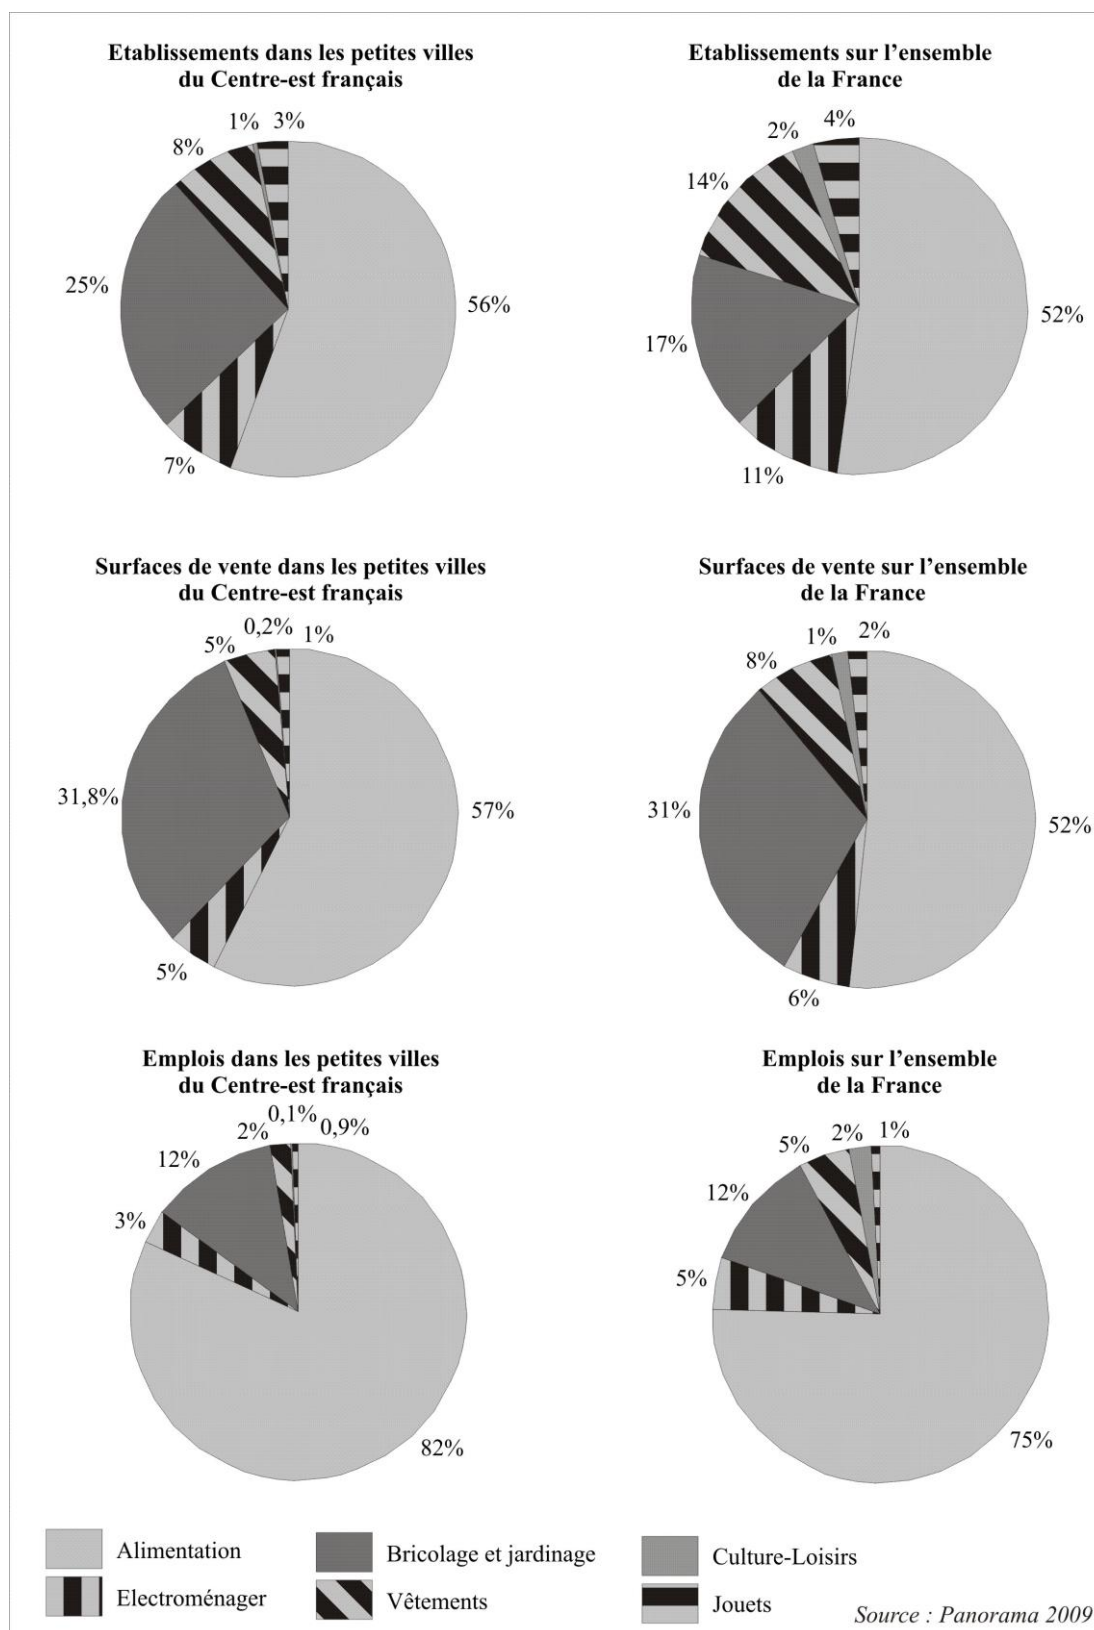 Etablissements dans les petites villes
du Centre-est français
1%
3%
8%
25%
56%
7%
Etablissements sur l'ensemble
de la France
2%
4%
14%
17%
52%
11%
Surfaces de vente dans les petites villes
du Centre-est français
0,2%
1%
5%
31,8%
57%
5%
Surfaces de vente sur l'ensemble
de la France
1%
2%
8%
31%
52%
6%
Emplois dans les petites villes
du Centre-est français
0,1%
0,9%
2%
12%
3%
82%
Emplois sur l'ensemble
de la France
1%
2%
5%
12%
5%
75%
Alimentation
Bricolage et jardinage
Culture-Loisirs
Electroménager
Vêtements
Jouets
Source : Panorama 2009